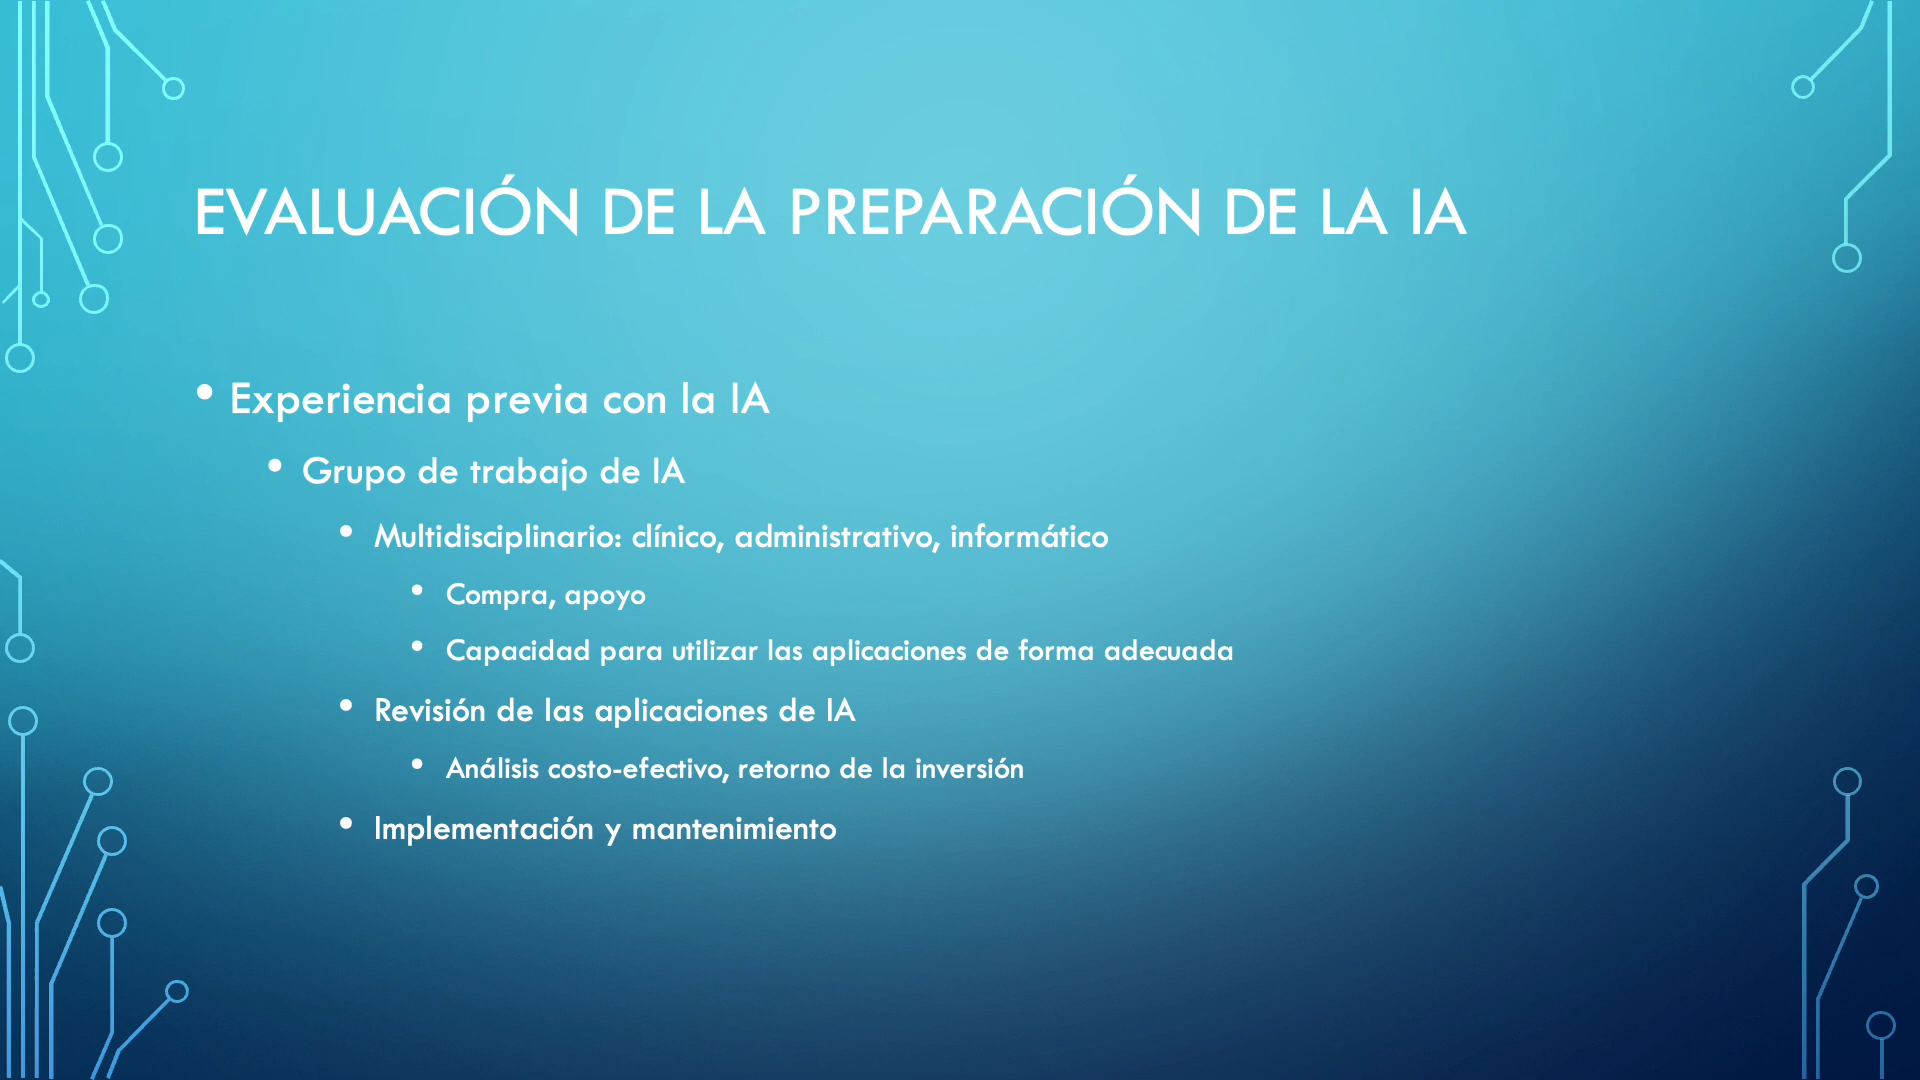 EVALUACIÓN DE LA PREPARACIÓN DE LA IA
• Experiencia previa con la IA
• Grupo de trabajo de IA
• Multidisciplinario: clínico, administrativo, informático
• Compra, apoyo
• Capacidad para utilizar las aplicaciones de forma adecuada
• Revisión de las aplicaciones de IA
• Análisis costo-efectivo, retorno de la inversión
• Implementación y mantenimiento